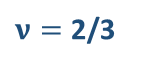 ν = 2/3